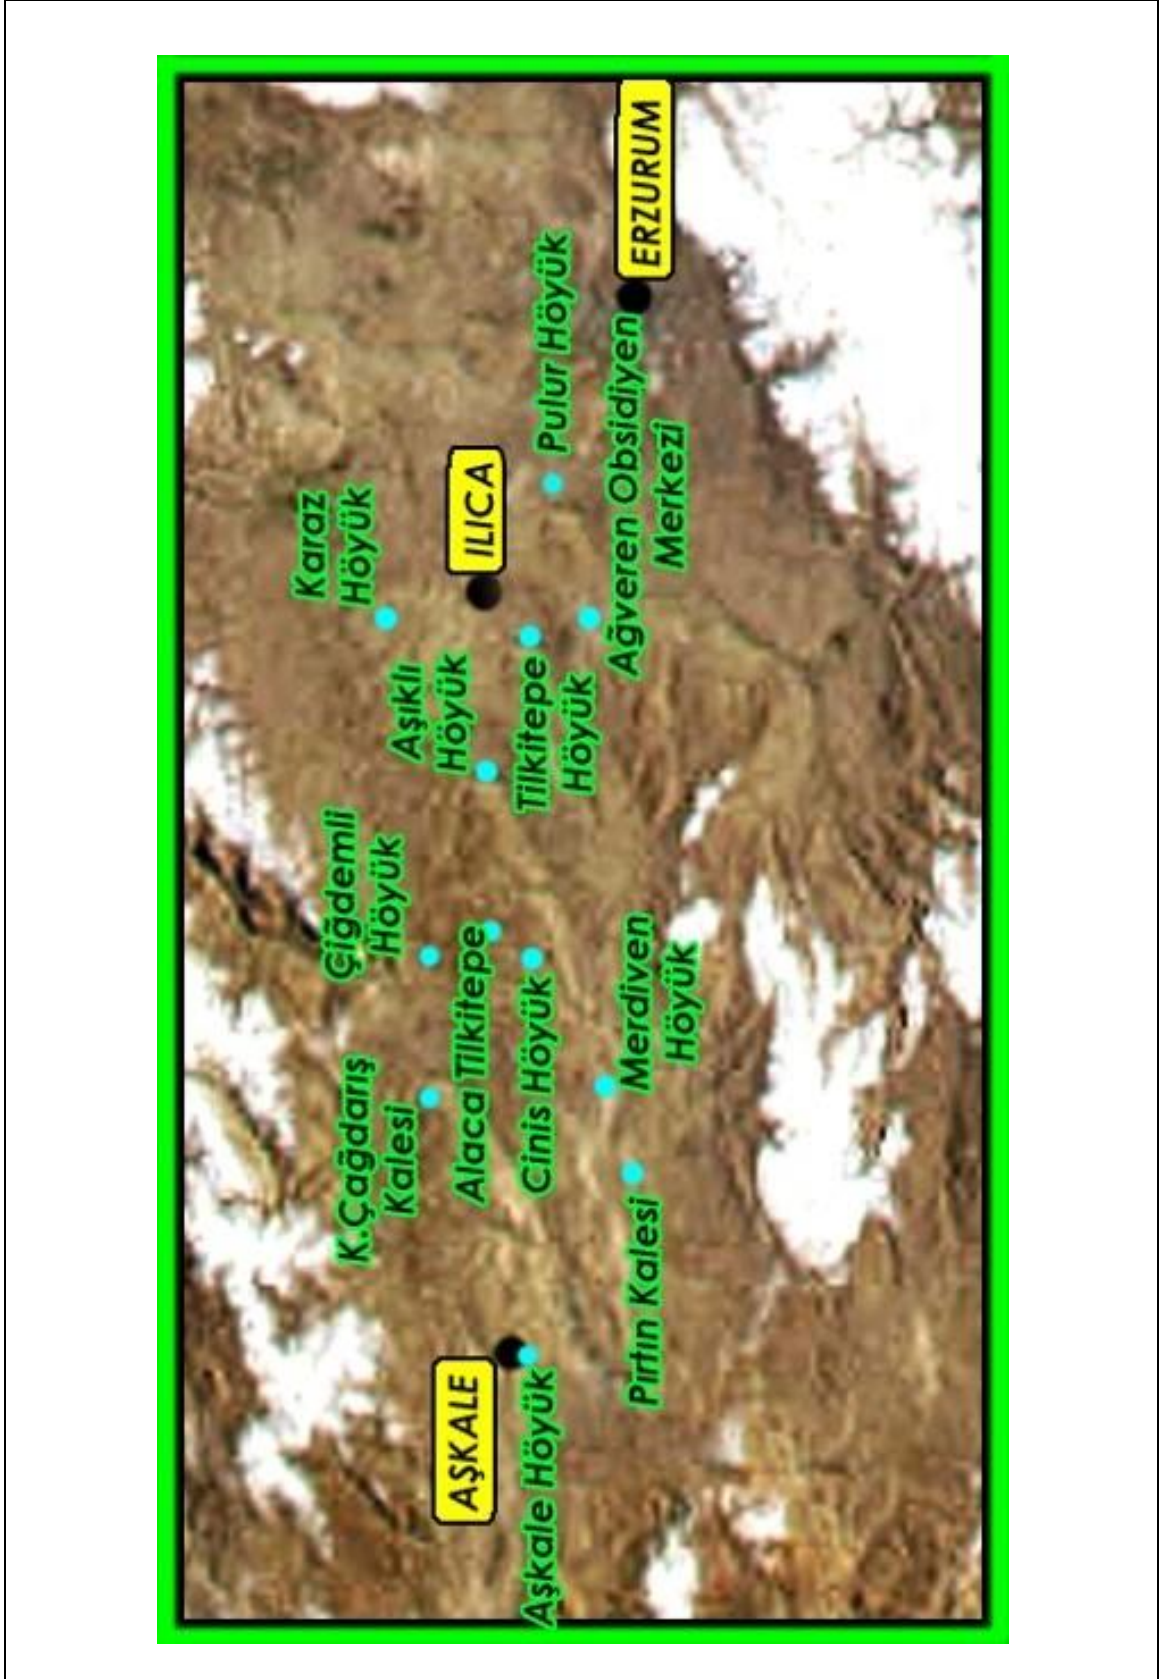 ERZURUM
Pulur Höyük
Ağveren Obsidiyen
Merkezi
ILICA
Karaz
Höyük
Aşıklı
Höyük
Tilkitepe
Höyük
Çiğdemli
Höyük
Alaca Tilkitepe
Cinis Höyük
Merdiven
Höyük
K.Çağdarış
Kalesi
Pırtın Kalesi
AŞKALE
Aşkale Höyük